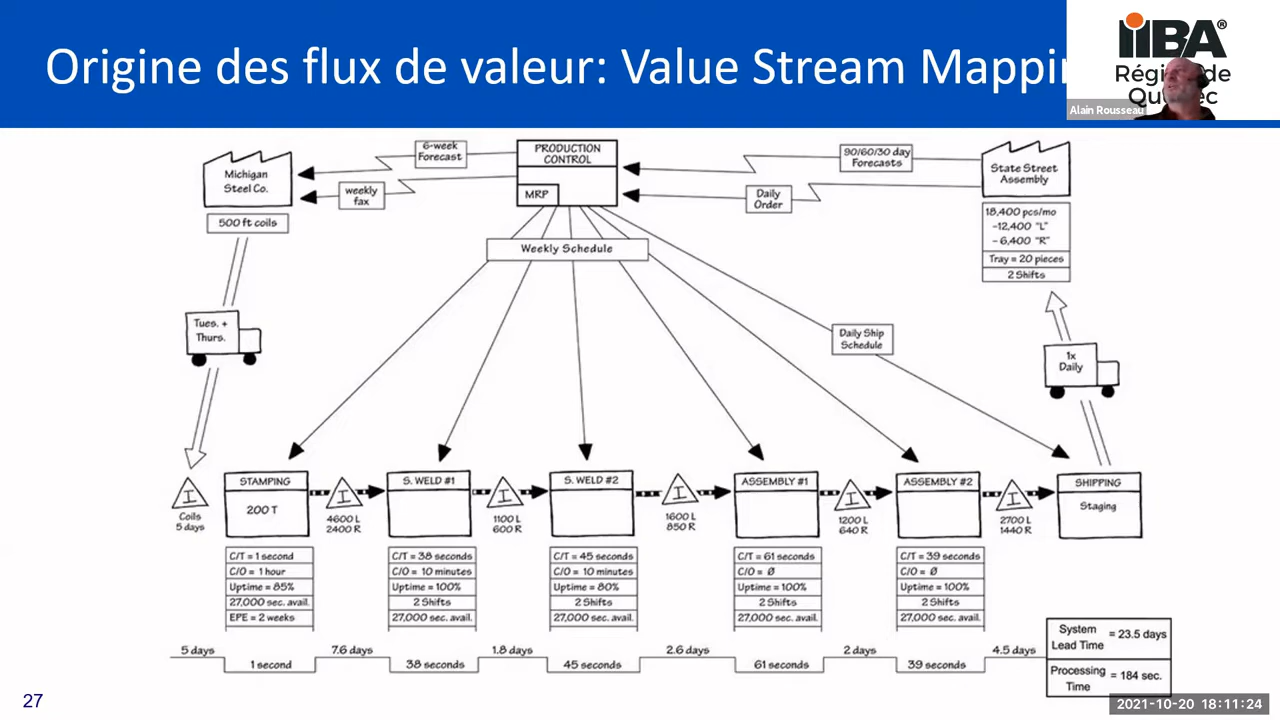 Origine des flux de valeur: Value Stream Mappin
iiBA®
Région de
Québec
Alain Rousseau
Michigan
Steel Co.
500 ft coils
6-week
Forecast
weekly
fax
PRODUCTION
CONTROL
MRP
90/60/30 day
Forecasts
Daily
Order
State Street
Assembly
18,400 pcs/mo
-12,400 "L"
- 6,400 "R"
Tray = 20 pieces
2 Shifts
Weekly Schedule
Tues. +
Thurs.
Daily Ship
Schedule
1x
Daily
I
Coils
5 days
STAMPING
200 T
C/T = 1 second
C/O = 1 hour
Uptime = 85%
27,000 sec. avail.
EPE = 2 weeks
I
4600 L
2400 R
S. WELD #1
C/T = 38 seconds
C/O = 10 minutes
Uptime = 100%
2 Shifts
27,000 sec. avail.
I
1100 L
600 R
S. WELD #2
C/T = 45 seconds
C/O = 10 minutes
Uptime = 80%
2 Shifts
27,000 sec. avail.
I
1600 L
850 R
ASSEMBLY #1
C/T = 61 seconds
C/O = Ø
Uptime = 100%
2 Shifts
27,000 sec. avail.
I
1200 L
640 R
ASSEMBLY #2
C/T = 39 seconds
C/O = Ø
Uptime = 100%
2 Shifts
27,000 sec. avail.
I
2700 L
1440 R
SHIPPING
Staging
5 days
1 second
7.6 days
38 seconds
1.8 days
45 seconds
2.6 days
61 seconds
2 days
39 seconds
4.5 days
System
Lead Time = 23.5 days
Processing
Time = 184 sec.
27
2021-10-20 18:11:24